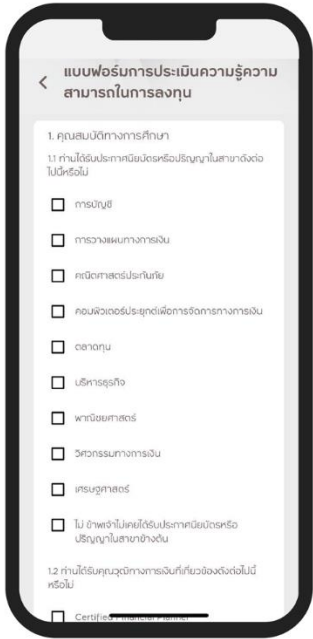 แบบฟอร์มการประเมินความรู้ความ
สามารถในการลงทุน
1. คุณสมบัติทางการศึกษา
1.1 ท่านได้รับประกาศนียบัตรหรือปริญญาในสาขาดังต่อ
ไปนี้หรือไม่
การบัญชี
การวางแผนทางการเงิน
คณิตศาสตร์ประกันภัย
คอมพิวเตอร์ประยุกต์เพื่อการจัดการทางการเงิน
ตลาดทุน
บริหารธุรกิจ
พาณิชยศาสตร์
วิศวกรรมทางการเงิน
เศรษฐศาสตร์
ไม่ ข้าพเจ้าไม่เคยได้รับประกาศนียบัตรหรือ
ปริญญาในสาขาข้างต้น
1.2 ท่านได้รับคุณวุฒิทางการเงินที่เกี่ยวข้องดังต่อไปนี้
หรือไม่
Certified Financial Planner